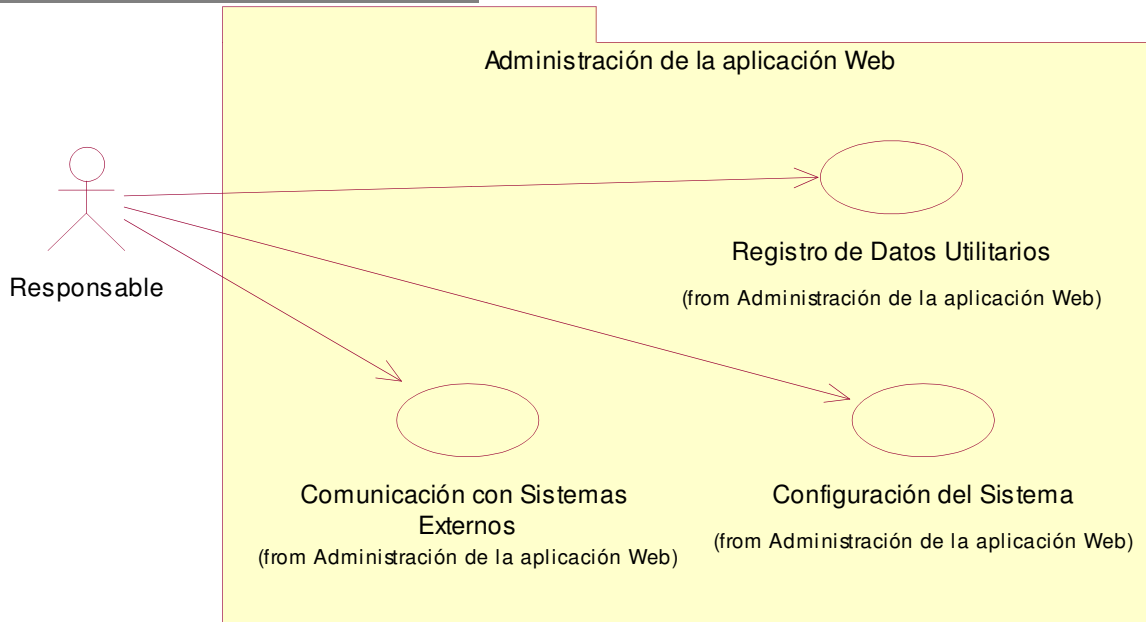 Administración de la aplicación Web
Responsable
Registro de Datos Utilitarios
(from Administración de la aplicación Web)
Comunicación con Sistemas
Externos
(from Administración de la aplicación Web)
Configuración del Sistema
(from Administración de la aplicación Web)